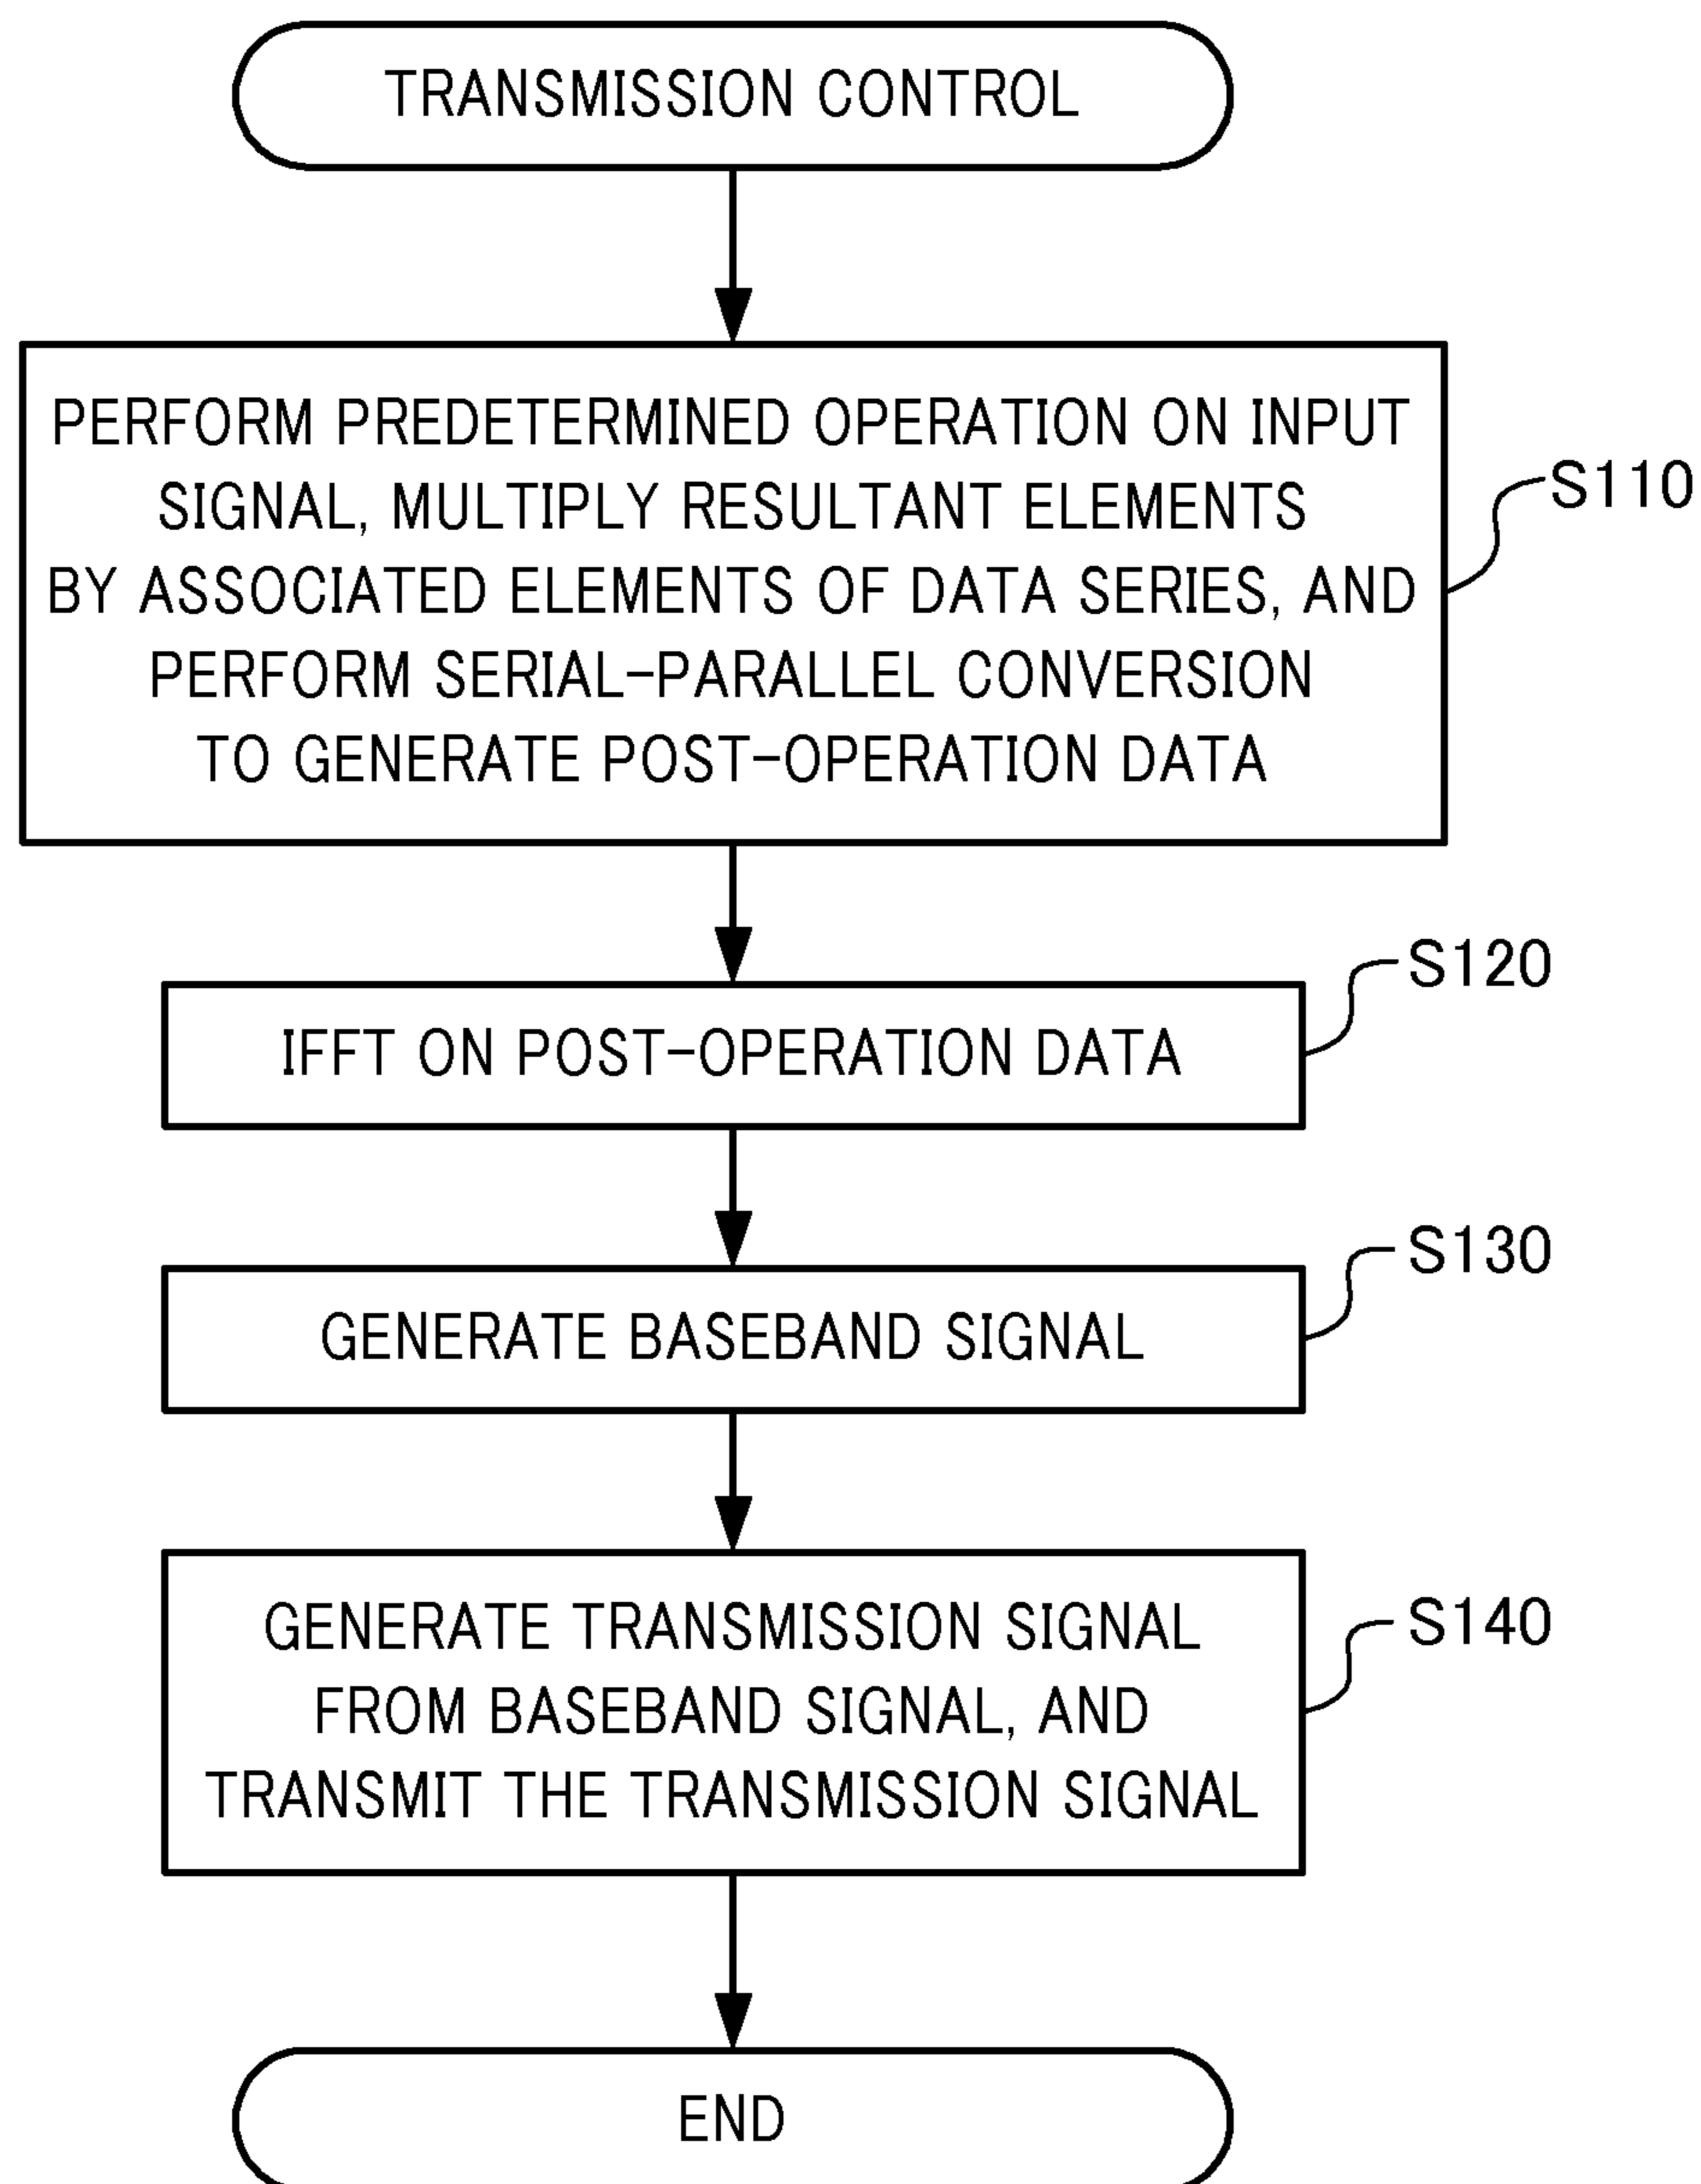 TRANSMISSION CONTROL
PERFORM PREDETERMINED OPERATION ON INPUT
SIGNAL, MULTIPLY RESULTANT ELEMENTS
BY ASSOCIATED ELEMENTS OF DATA SERIES, AND
PERFORM SERIAL-PARALLEL CONVERSION
TO GENERATE POST-OPERATION DATA
S110
IFFT ON POST-OPERATION DATA
S120
GENERATE BASEBAND SIGNAL
S130
GENERATE TRANSMISSION SIGNAL
FROM BASEBAND SIGNAL, AND
TRANSMIT THE TRANSMISSION SIGNAL
S140
END